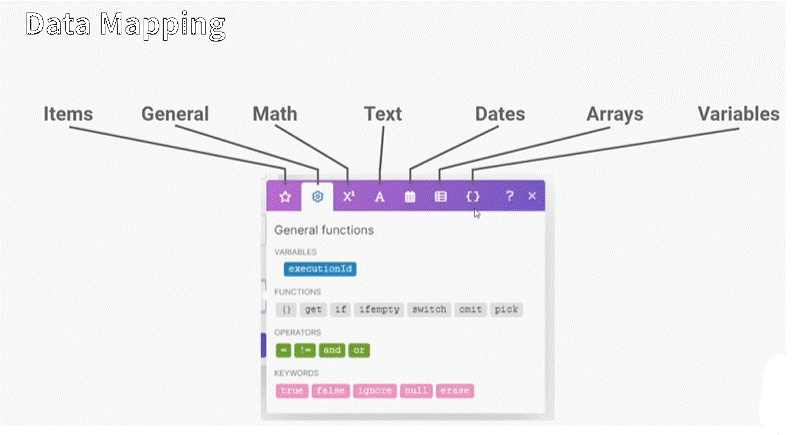 Data Mapping
Items General Math Text Dates Arrays Variables
X¹ A {} ? ×
General functions
VARIABLES
executionId
FUNCTIONS
() get if ifempty switch omit pick
OPERATORS
= != and or
KEYWORDS
true false ignore null erase